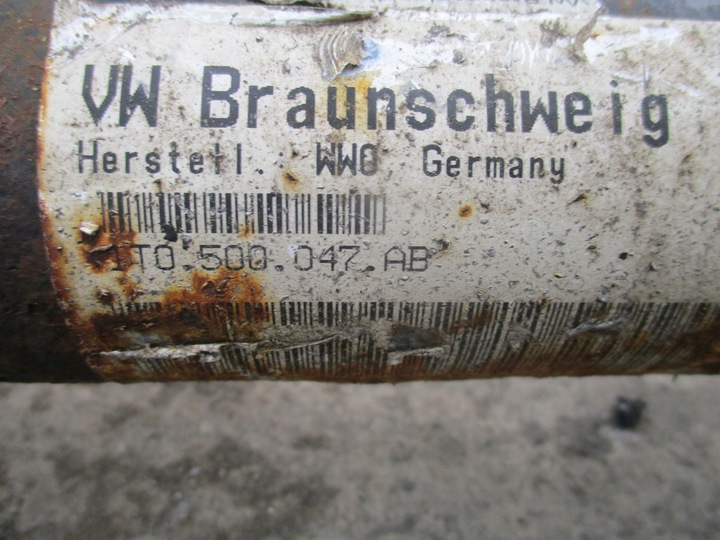 VW Braunschweig
Herstell.: WWO, Germany
1T0.500.047.AB